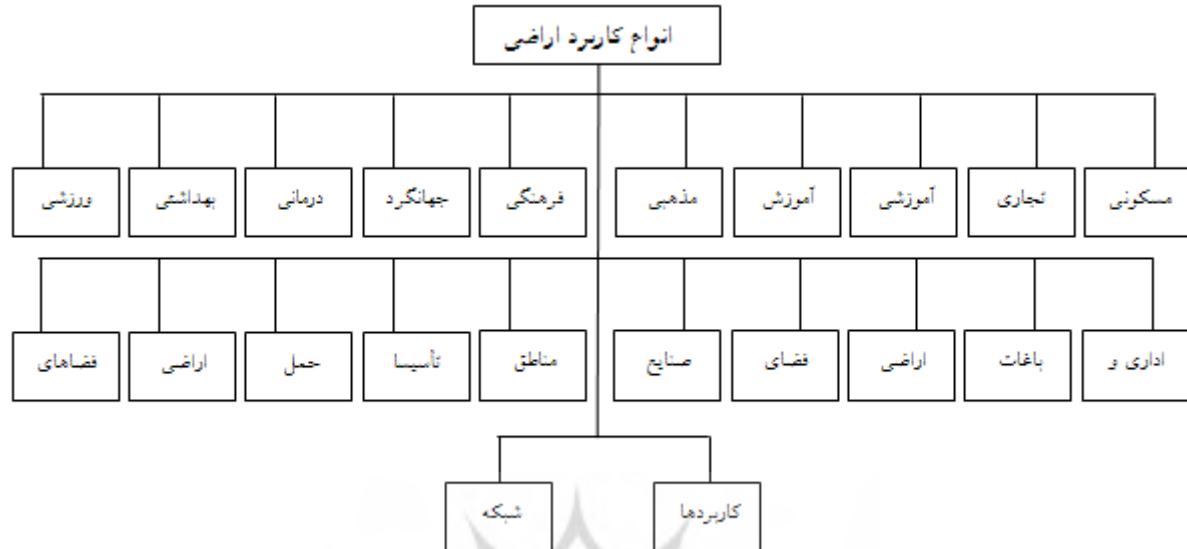 انواع کاربرد اراضی
مسکونی تجاری آموزشی آموزش مذهبی فرهنگی جهانگرد درمانی بهداشتی ورزشی
اداری و باغات اراضی فضای صنایع مناطق تأسیسا حمل اراضی فضاهای
کاربردها شبکه